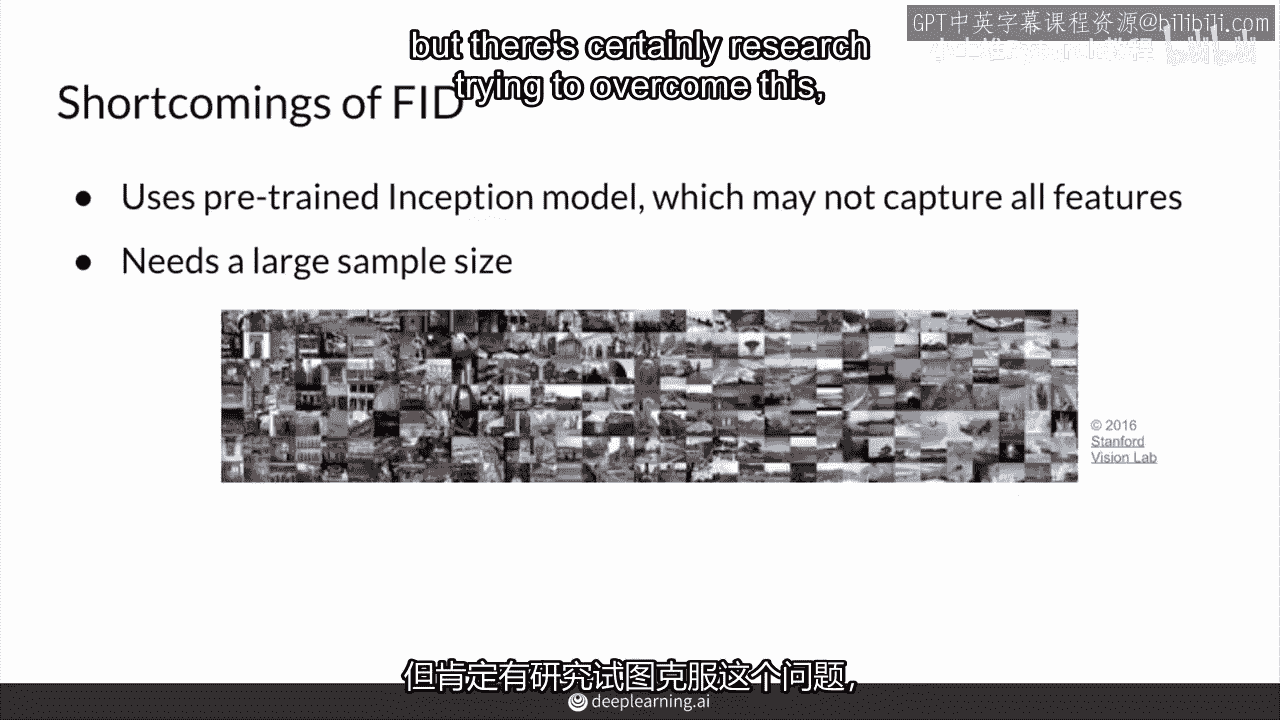 GPT中英字幕课程资源@bilibili.com
but there's certainly research
trying to overcome this,
Shortcomings of FID
● Uses pre-trained Inception model, which may not capture all features
● Needs a large sample size
© 2016
Stanford
Vision Lab
但肯定有研究试图克服这个问题，
deeplearning.ai